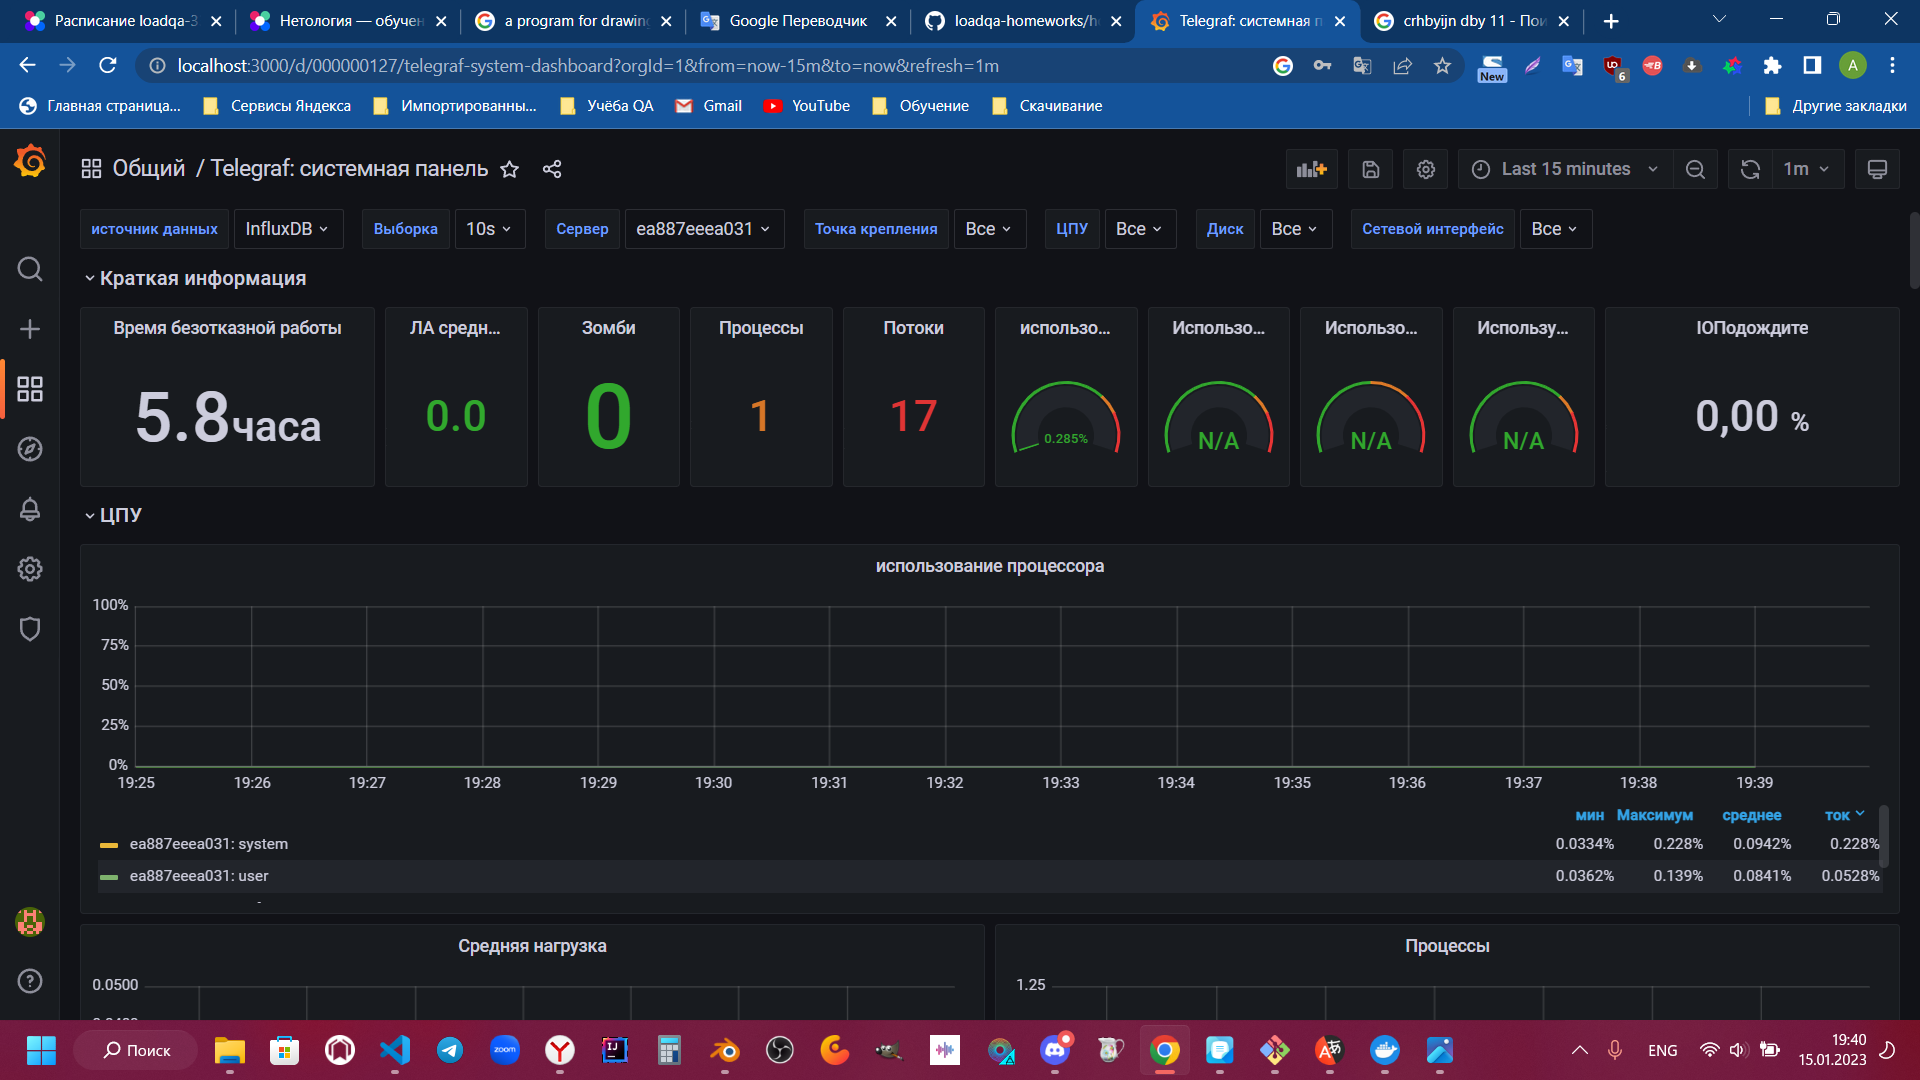 Расписание loadqa-3
Нетология — обучен
a program for drawing
Google Переводчик
loadqa-homeworks/h
Telegraf: системная п
crhbyijn dby 11 - Пои
localhost:3000/d/000000127/telegraf-system-dashboard?orgId=1&from=now-15m&to=now&refresh=1m
New
6
A
Главная страница...
Сервисы Яндекса
Импортированны...
Учёба QA
Gmail
YouTube
Обучение
Скачивание
Другие закладки
Общий / Telegraf: системная панель
Last 15 minutes
1m
источник данных InfluxDB
Выборка 10s
Сервер ea887eeea031
Точка крепления Все
ЦПУ Все
Диск Все
Сетевой интерфейс Все
Краткая информация
Время безотказной работы
5.8часа
ЛА средн...
0.0
Зомби
0
Процессы
1
Потоки
17
использо...
0.285%
Использо...
N/A
Использо...
N/A
Использу...
N/A
IOПодождите
0,00 %
ЦПУ
использование процессора
100%
75%
50%
25%
0%
19:25 19:26 19:27 19:28 19:29 19:30 19:31 19:32 19:33 19:34 19:35 19:36 19:37 19:38 19:39
мин Максимум среднее ток
ea887eeea031: system 0.0334% 0.228% 0.0942% 0.228%
ea887eeea031: user 0.0362% 0.139% 0.0841% 0.0528%
Средняя нагрузка
0.0500
Процессы
1.25
Поиск
zoom
ENG
19:40
15.01.2023